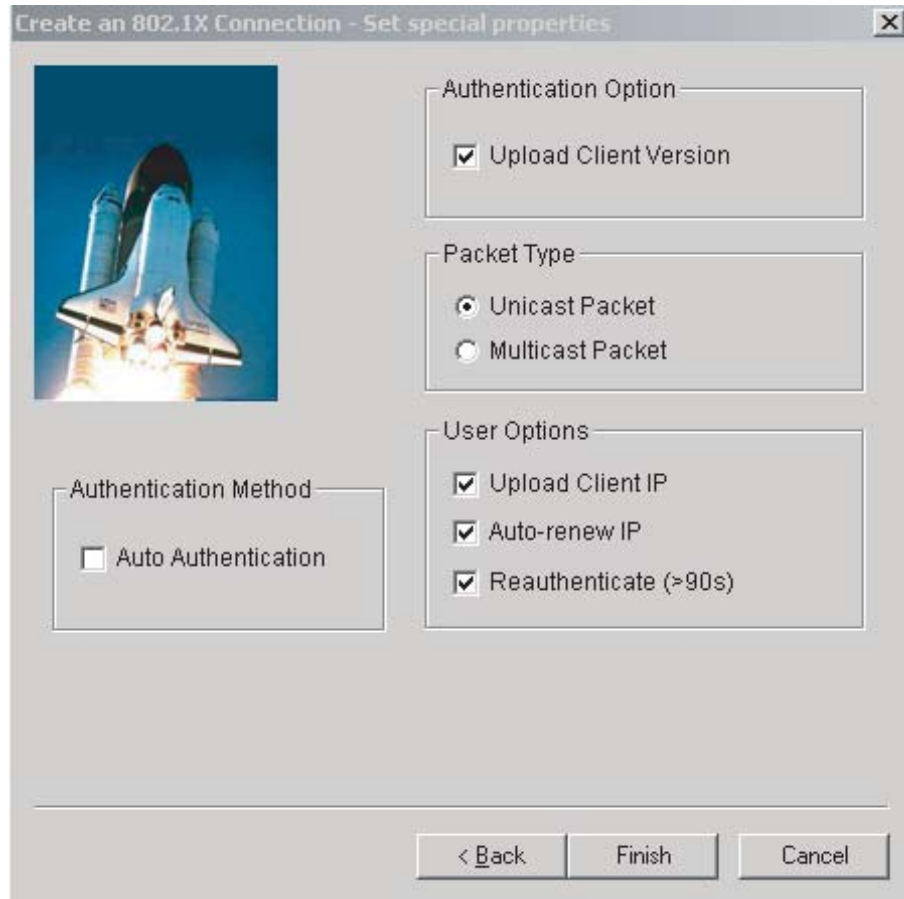 Create an 802.1X Connection - Set special properties
Authentication Option
Upload Client Version
Packet Type
Unicast Packet
Multicast Packet
User Options
Upload Client IP
Auto-renew IP
Reauthenticate (>90s)
Authentication Method
Auto Authentication
< Back
Finish
Cancel